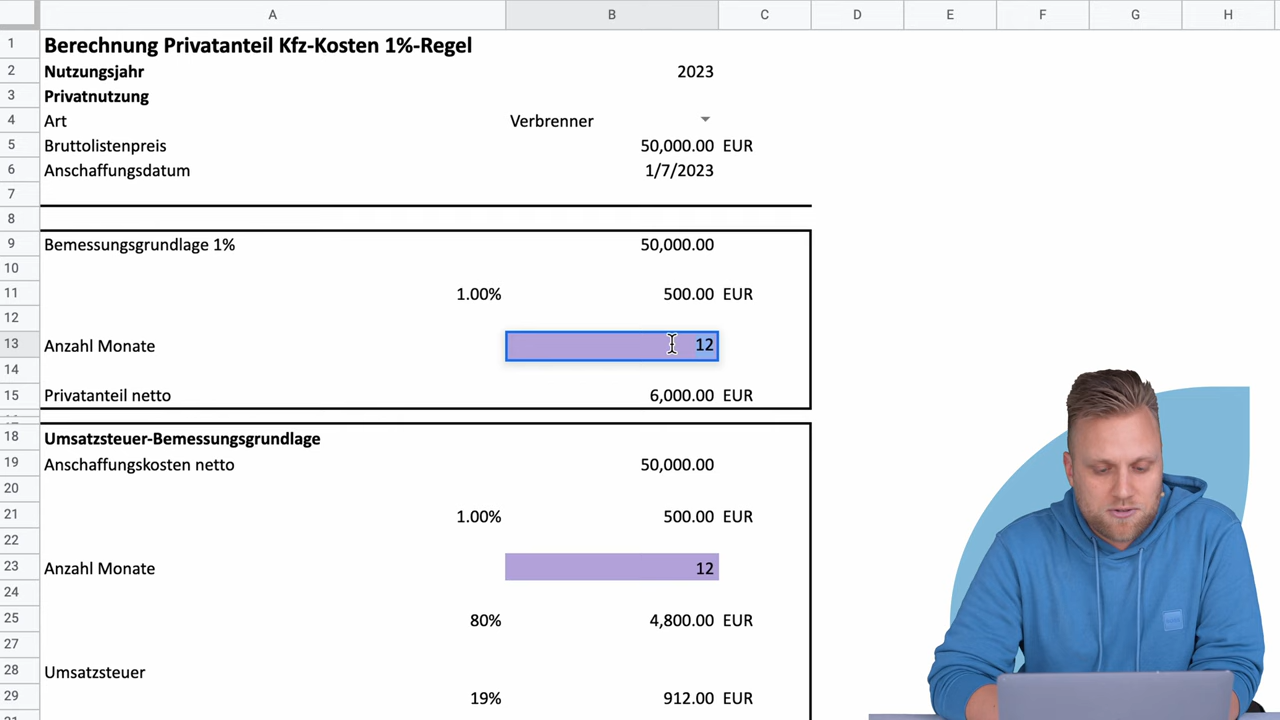 A B C D E F G H
1 Berechnung Privatanteil Kfz-Kosten 1%-Regel
2 Nutzungsjahr 2023
3 Privatnutzung
4 Art Verbrenner
5 Bruttolistenpreis 50,000.00 EUR
6 Anschaffungsdatum 1/7/2023
7
8
9 Bemessungsgrundlage 1% 50,000.00
10
11 1.00% 500.00 EUR
12
13 Anzahl Monate 12
14
15 Privatanteil netto 6,000.00 EUR
18 Umsatzsteuer-Bemessungsgrundlage
19 Anschaffungskosten netto 50,000.00
20
21 1.00% 500.00 EUR
22
23 Anzahl Monate 12
24
25 80% 4,800.00 EUR
27
28 Umsatzsteuer
29 19% 912.00 EUR